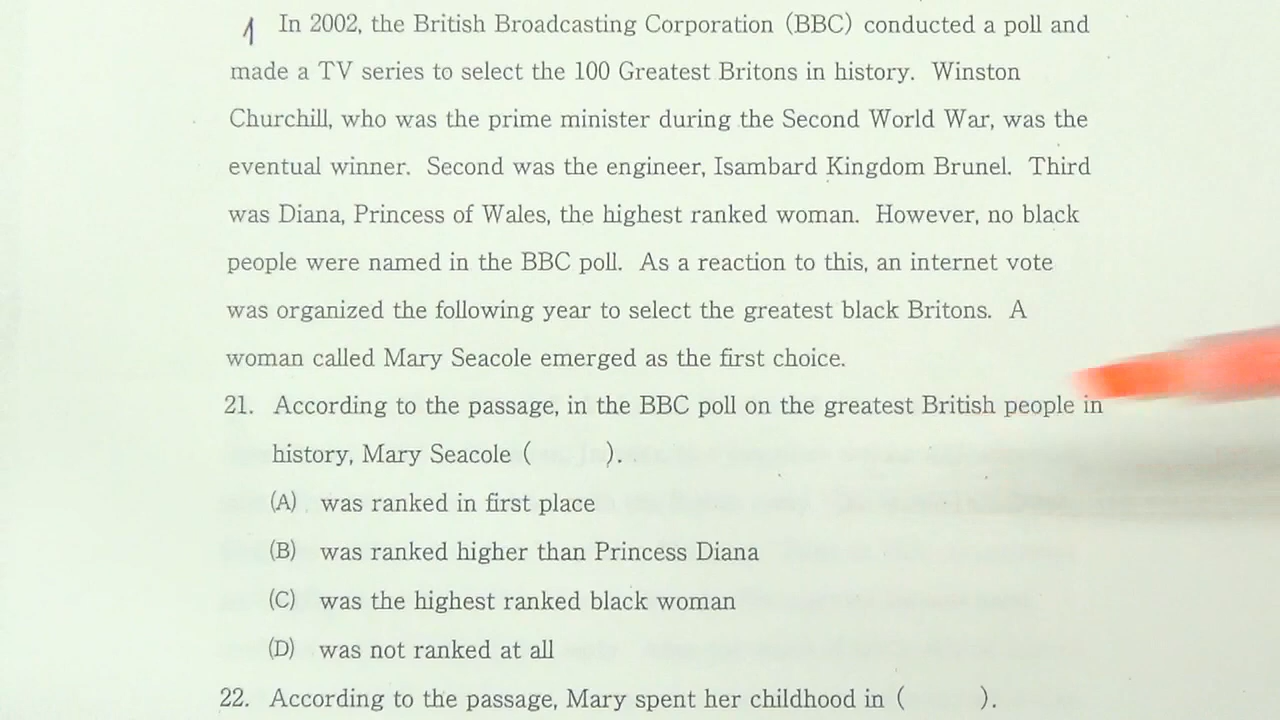 1 In 2002, the British Broadcasting Corporation (BBC) conducted a poll and
made a TV series to select the 100 Greatest Britons in history. Winston
Churchill, who was the prime minister during the Second World War, was the
eventual winner. Second was the engineer, Isambard Kingdom Brunel. Third
was Diana, Princess of Wales, the highest ranked woman. However, no black
people were named in the BBC poll. As a reaction to this, an internet vote
was organized the following year to select the greatest black Britons. A
woman called Mary Seacole emerged as the first choice.
21. According to the passage, in the BBC poll on the greatest British people in
history, Mary Seacole (     ).
(A) was ranked in first place
(B) was ranked higher than Princess Diana
(C) was the highest ranked black woman
(D) was not ranked at all
22. According to the passage, Mary spent her childhood in (     ).